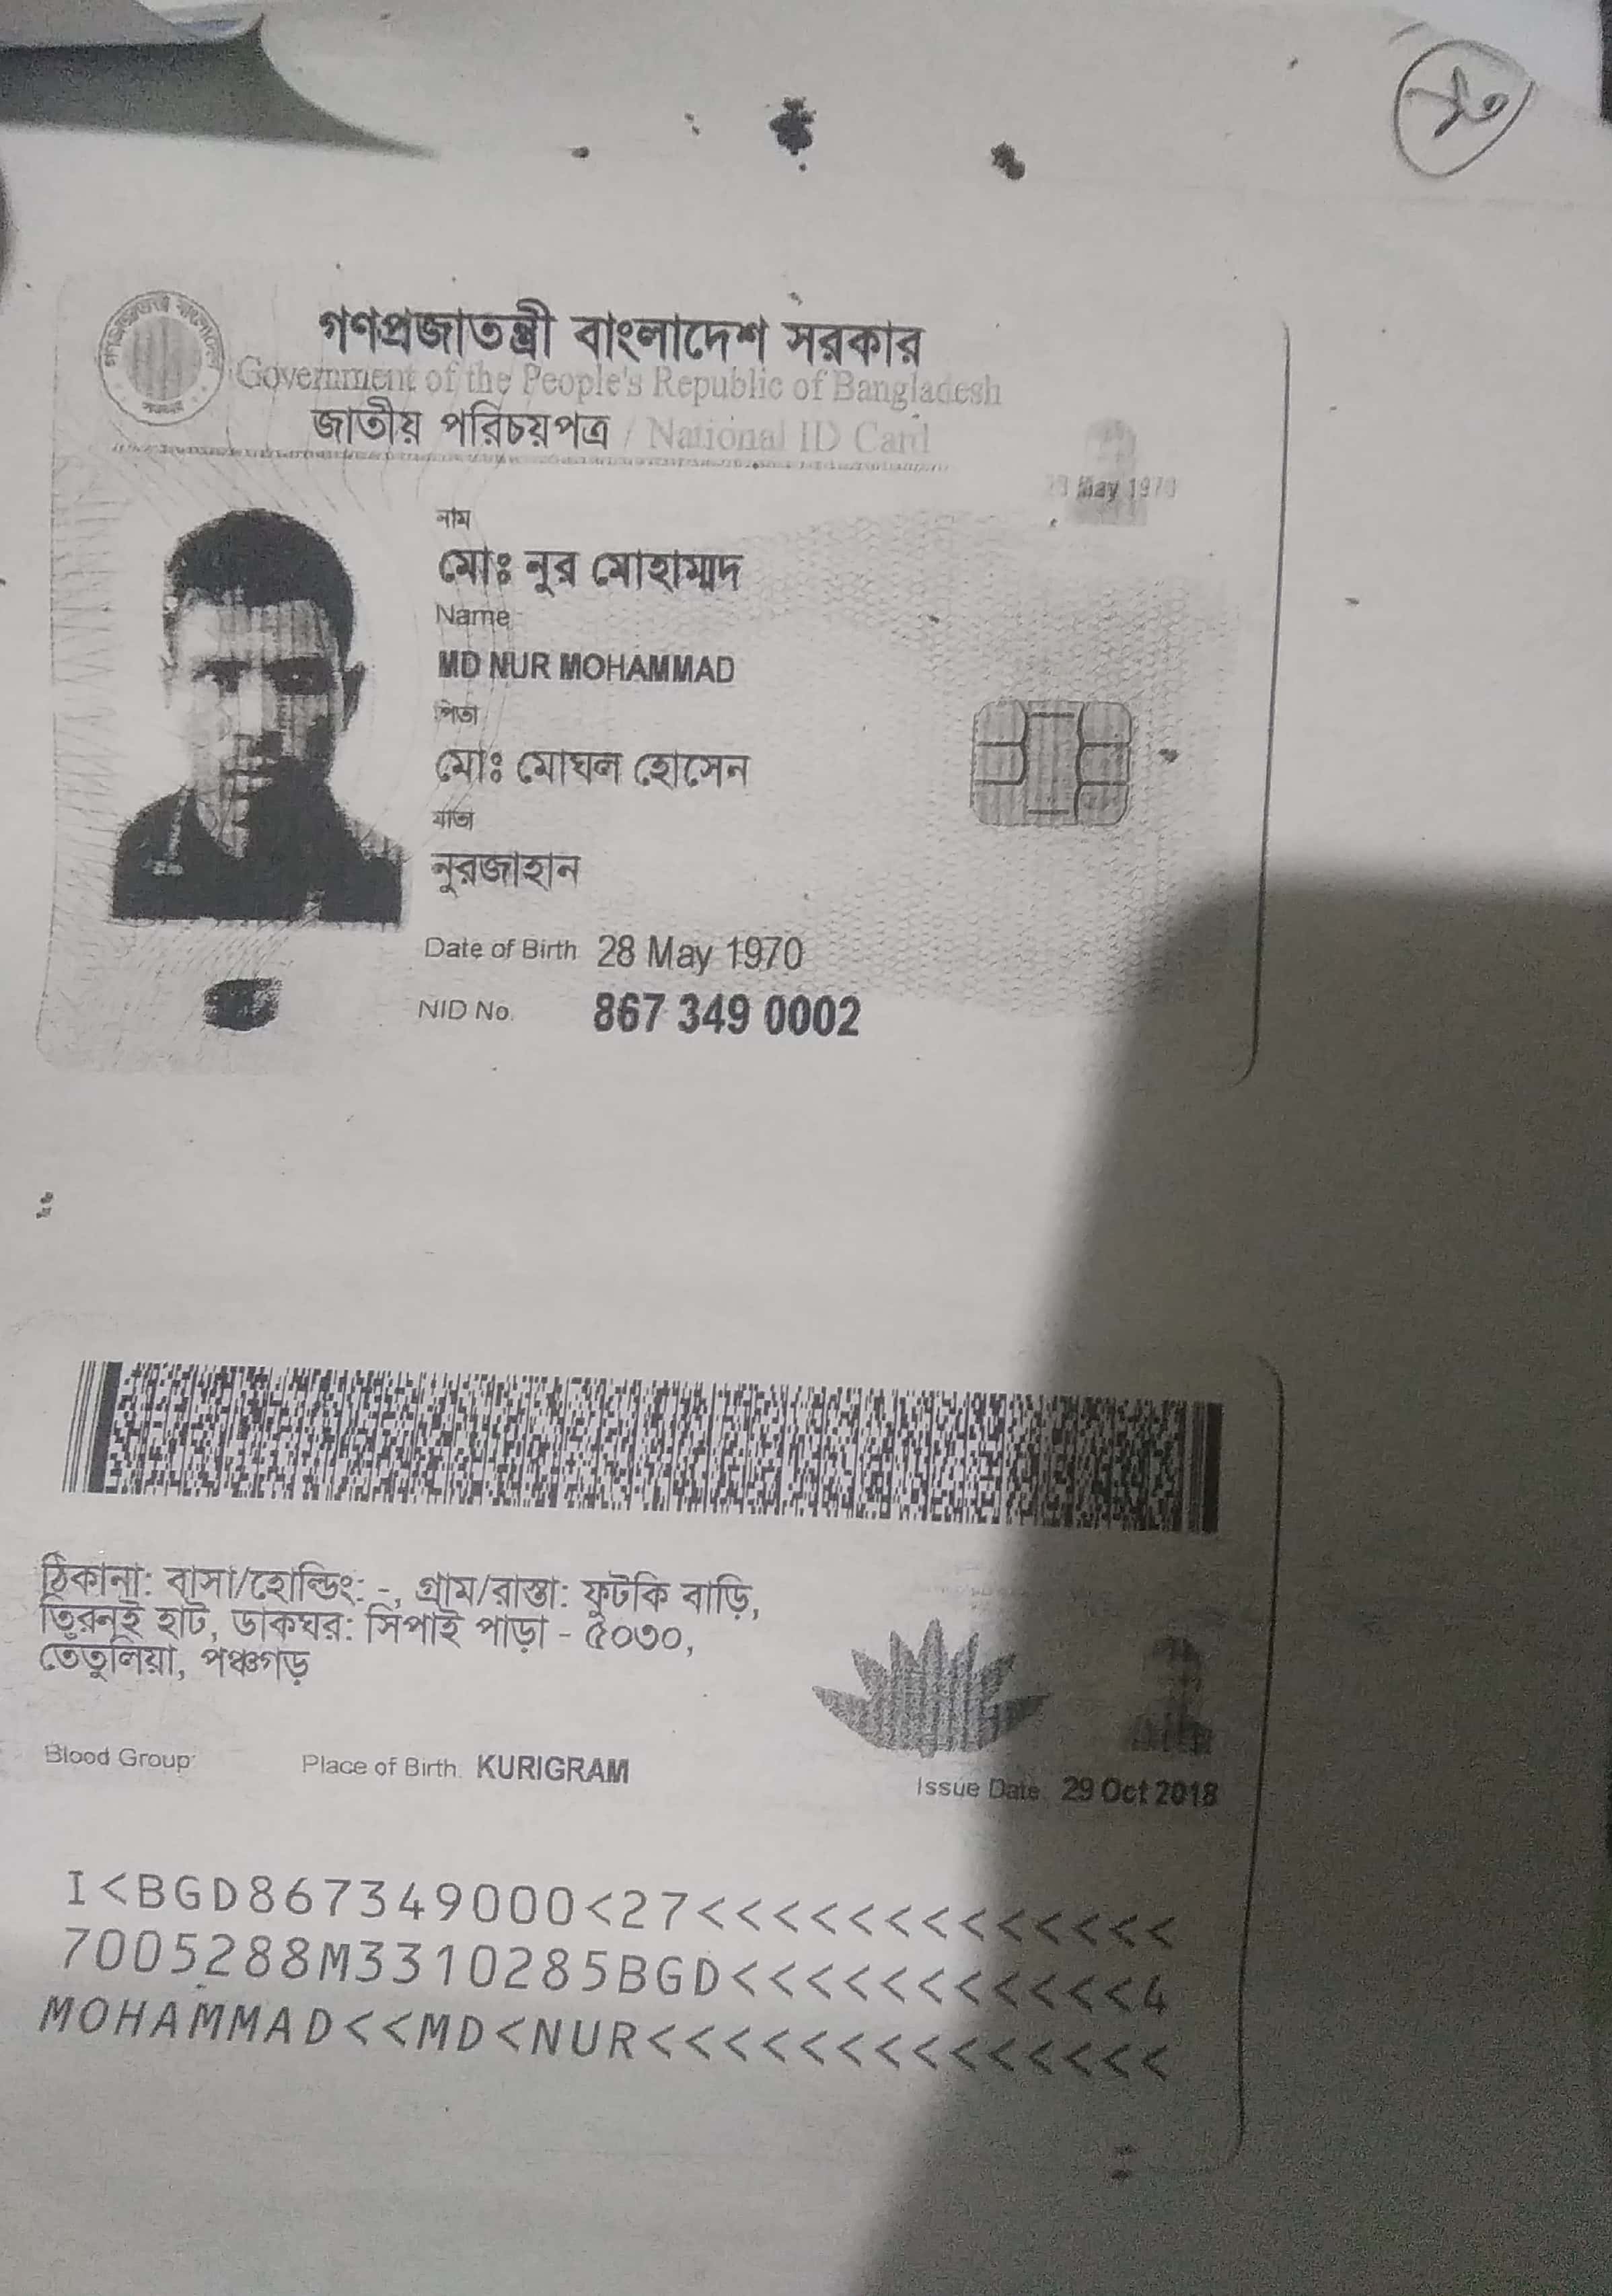 গণপ্রজাতন্ত্রী বাংলাদেশ সরকার
Government of the People's Republic of Bangladesh
জাতীয় পরিচয়পত্র / National ID Card
May 1970
নাম
মোঃ নুর মোহাম্মদ
Name
MD NUR MOHAMMAD
পিতা
মোঃ মোঘল হোসেন
মাতা
নুরজাহান
Date of Birth 28 May 1970
NID No. 867 349 0002
ঠিকানা: বাসা/হোল্ডিং: -, গ্রাম/রাস্তা: ফুটকি বাড়ি,
তিরনই হাট, ডাকঘর: সিপাই পাড়া - ৫০৩০,
তেঁতুলিয়া, পঞ্চগড়
Blood Group: Place of Birth: KURIGRAM
Issue Date: 29 Oct 2018
I<BGD867349000<27<<<<<<<<<<<<<
7005288M3310285BGD<<<<<<<<<<<4
MOHAMMAD<<MD<NUR<<<<<<<<<<<<<<